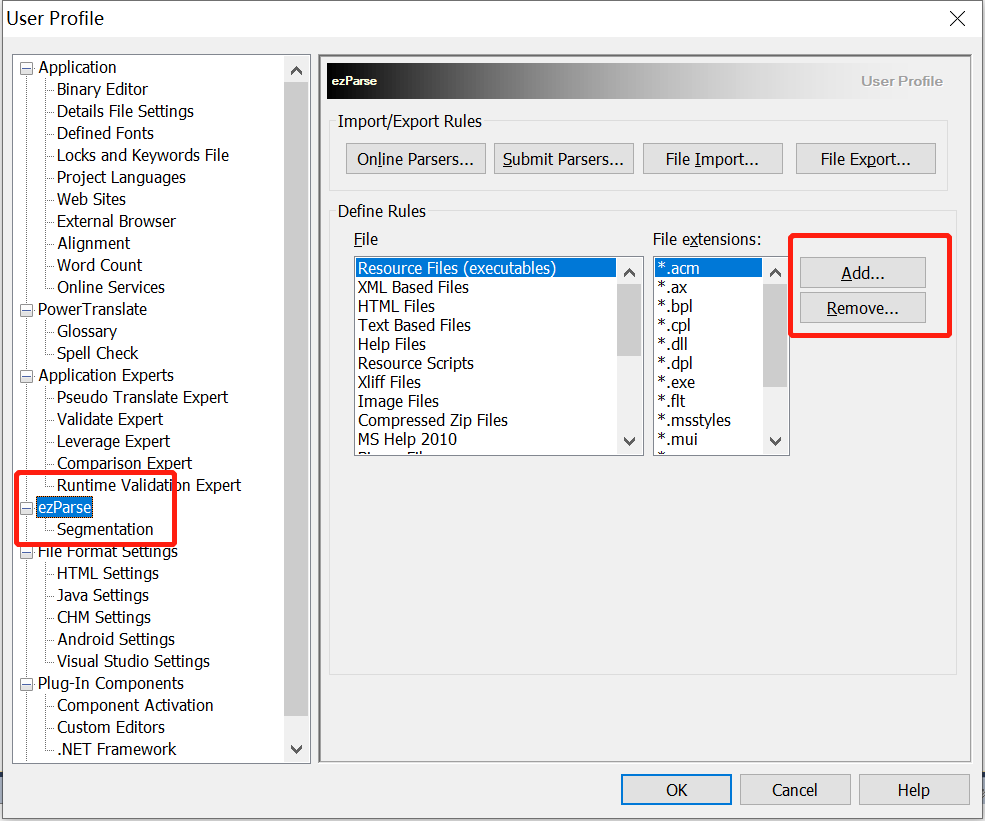 User Profile
Application
Binary Editor
Details File Settings
Defined Fonts
Locks and Keywords File
Project Languages
Web Sites
External Browser
Alignment
Word Count
Online Services
PowerTranslate
Glossary
Spell Check
Application Experts
Pseudo Translate Expert
Validate Expert
Leverage Expert
Comparison Expert
Runtime Validation Expert
ezParse
Segmentation
File Format Settings
HTML Settings
Java Settings
CHM Settings
Android Settings
Visual Studio Settings
Plug-In Components
Component Activation
Custom Editors
.NET Framework
ezParse User Profile
Import/Export Rules
Online Parsers... Submit Parsers... File Import... File Export...
Define Rules
File
Resource Files (executables)
XML Based Files
HTML Files
Text Based Files
Help Files
Resource Scripts
Xliff Files
Image Files
Compressed Zip Files
MS Help 2010
File extensions:
*.acm
*.ax
*.bpl
*.cpl
*.dll
*.dpl
*.exe
*.flt
*.msstyles
*.mui
Add...
Remove...
OK Cancel Help